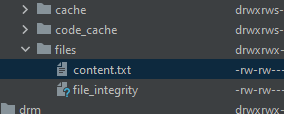 cache drwxrws-
code_cache drwxrws-
files drwxrwx-
content.txt -rw-rw---
file_integrity -rw-rw---
drm drwxrwx-